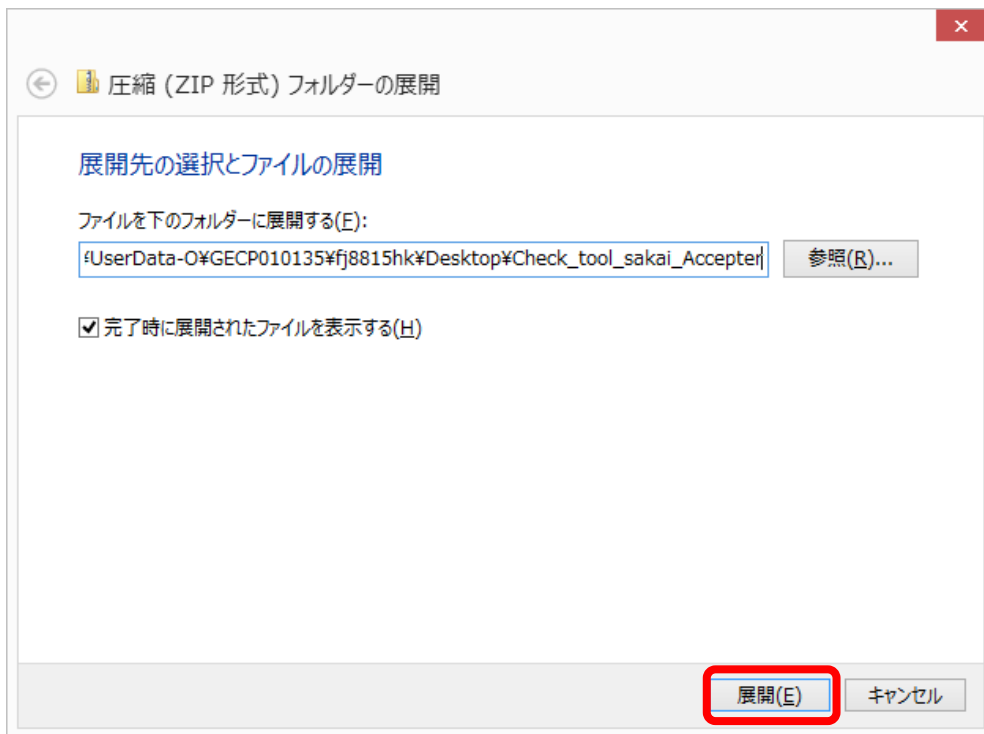 圧縮 (ZIP 形式) フォルダーの展開
展開先の選択とファイルの展開
ファイルを下のフォルダーに展開する(F):
UserData-O¥GECP010135¥fj8815hk¥Desktop¥Check_tool_sakai_Accepter
参照(R)...
完了時に展開されたファイルを表示する(H)
展開(E)
キャンセル